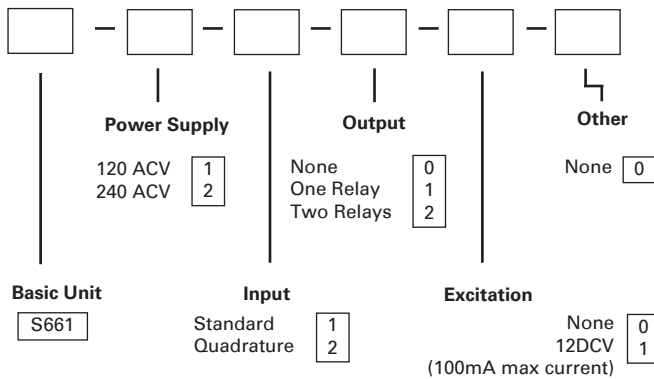 Power Supply
120 ACV 1
240 ACV 2
Output
None 0
One Relay 1
Two Relays 2
Other
None 0
Basic Unit
S661
Input
Standard 1
Quadrature 2
Excitation
None 0
12DCV 1
(100mA max current)